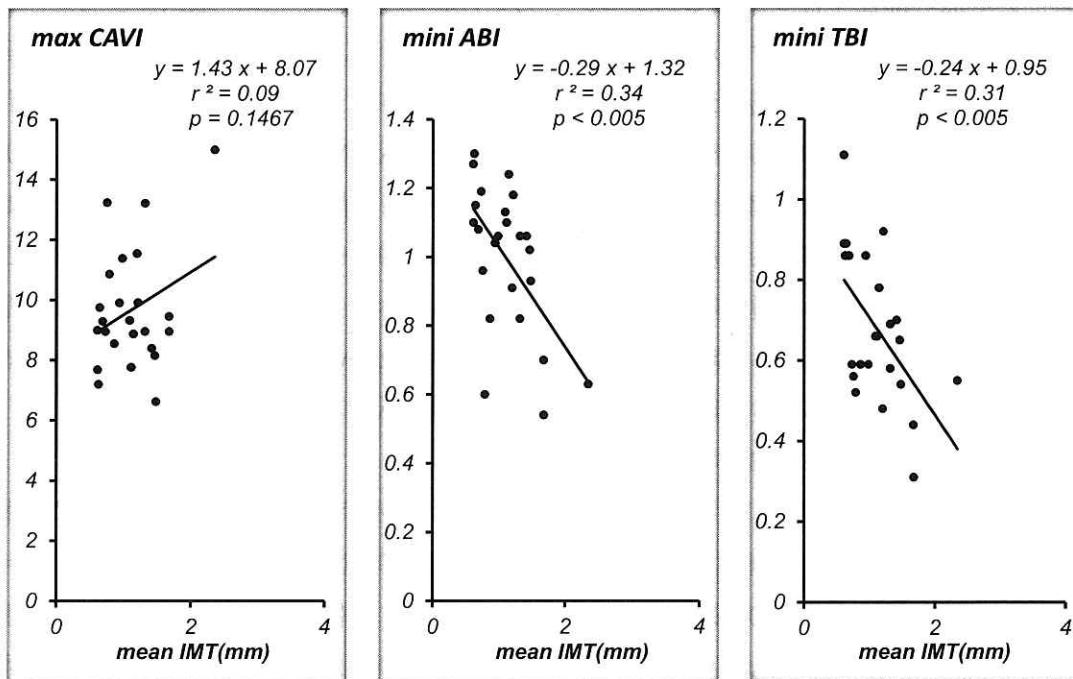 max CAVI
y = 1.43 x + 8.07
r ² = 0.09
p = 0.1467
16
14
12
10
8
6
4
2
0
0 2 4
mean IMT(mm)
mini ABI
y = -0.29 x + 1.32
r ² = 0.34
p < 0.005
1.4
1.2
1
0.8
0.6
0.4
0.2
0
0 2 4
mean IMT(mm)
mini TBI
y = -0.24 x + 0.95
r ² = 0.31
p < 0.005
1.2
1
0.8
0.6
0.4
0.2
0
0 2 4
mean IMT(mm)